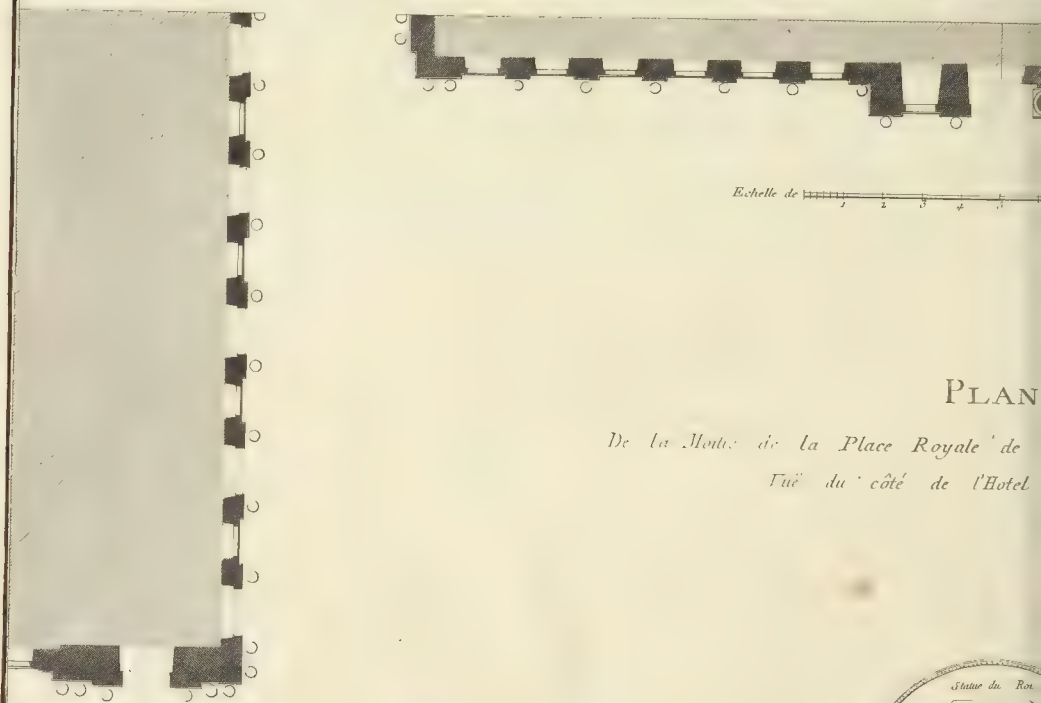 Echelle de
1 2 3 4 5
PLAN
De la Moitie de la Place Royale de
Vuë du côté de l'Hotel
Statue du Roi